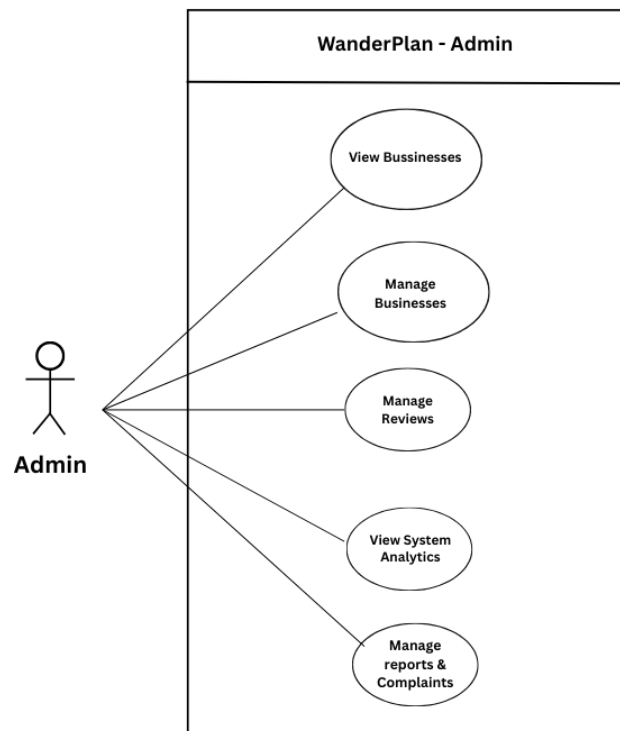 WanderPlan - Admin
View Bussinesses
Manage
Businesses
Manage
Reviews
Admin
View System
Analytics
Manage
reports &
Complaints